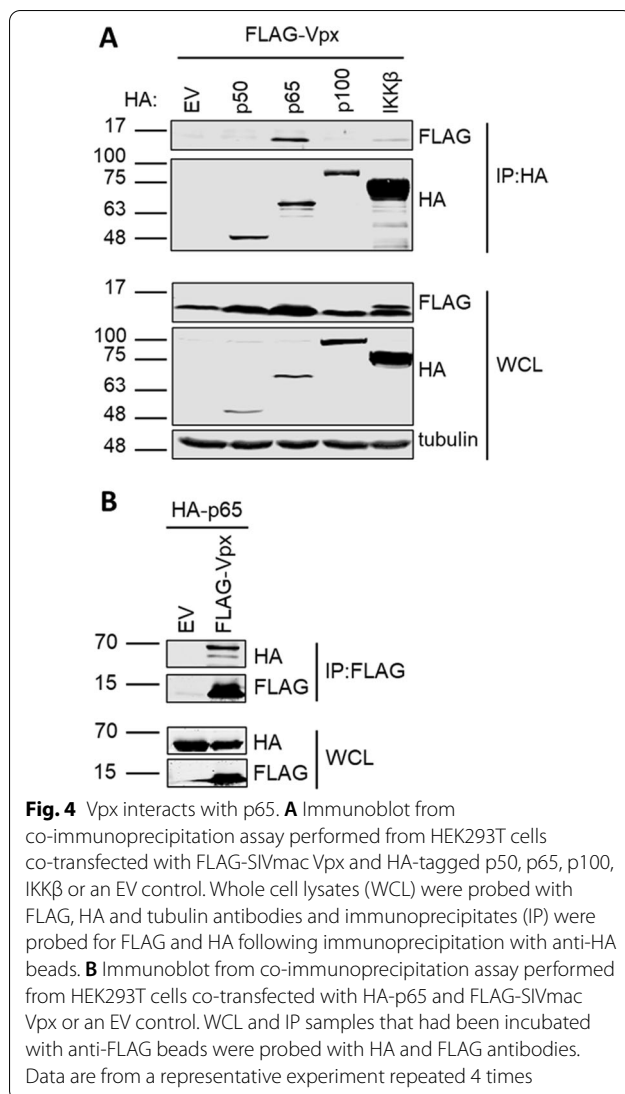 A
FLAG-Vpx
HA: EV p50 p65 p100 IKKβ
17 FLAG
100
75
63
48
HA
IP:HA
17 FLAG
100
75
63
48
HA
WCL
48 tubulin
B
HA-p65
EV FLAG-Vpx
70 HA
15 FLAG
IP:FLAG
70 HA
15 FLAG
WCL
Fig. 4 Vpx interacts with p65. A Immunoblot from
co-immunoprecipitation assay performed from HEK293T cells
co-transfected with FLAG-SIVmac Vpx and HA-tagged p50, p65, p100,
IKKβ or an EV control. Whole cell lysates (WCL) were probed with
FLAG, HA and tubulin antibodies and immunoprecipitates (IP) were
probed for FLAG and HA following immunoprecipitation with anti-HA
beads. B Immunoblot from co-immunoprecipitation assay performed
from HEK293T cells co-transfected with HA-p65 and FLAG-SIVmac
Vpx or an EV control. WCL and IP samples that had been incubated
with anti-FLAG beads were probed with HA and FLAG antibodies.
Data are from a representative experiment repeated 4 times